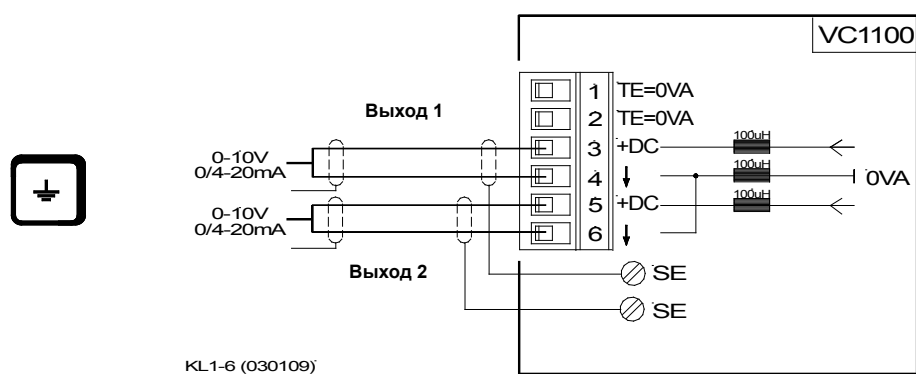 VC1100
1 TE=0VA
2 TE=0VA
Выход 1
3 +DC 100uH
0-10V
0/4-20mA
4 100uH 0VA
5 +DC 100uH
0-10V
0/4-20mA
6
Выход 2
SE
SE
KL1-6 (030109)